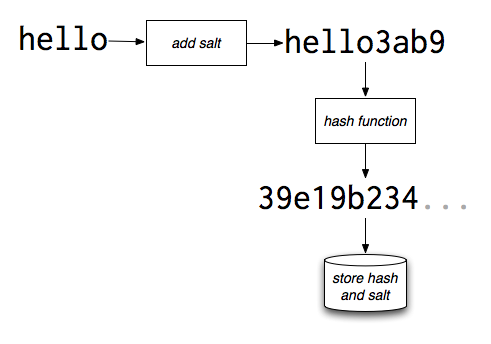 hello
add salt
hello3ab9
hash function
39e19b234...
store hash
and salt